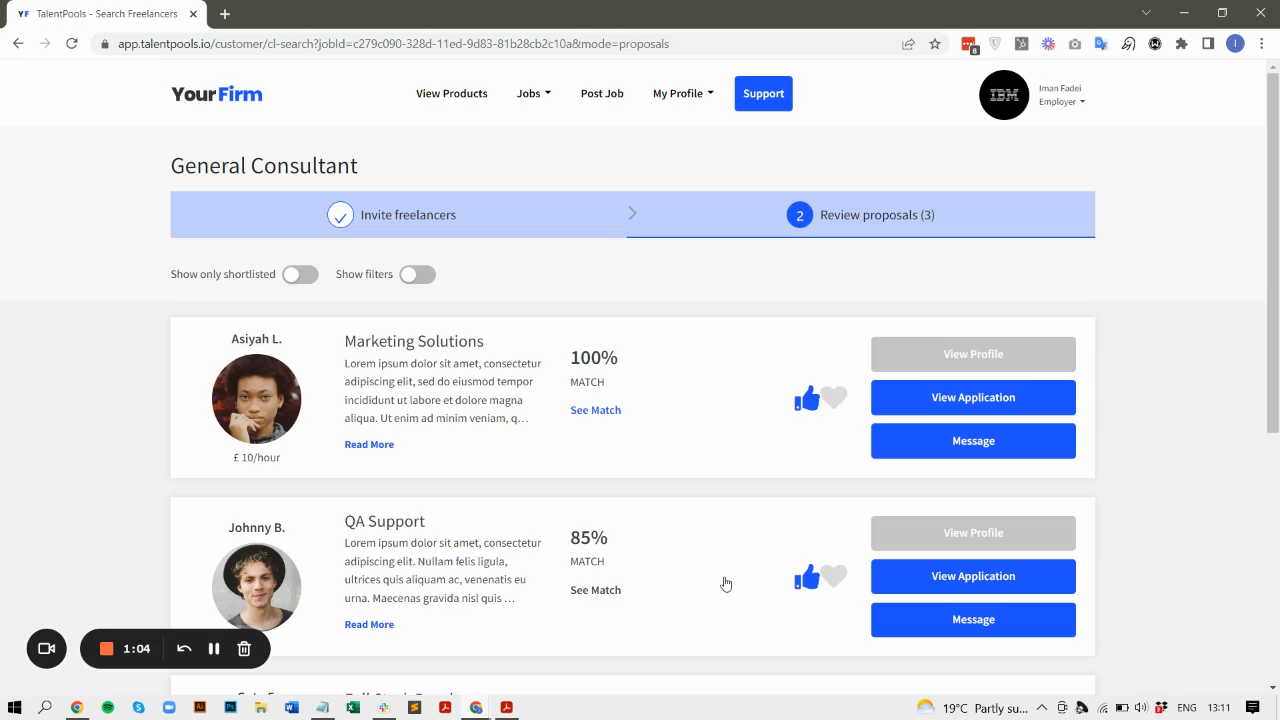 YF TalentPools - Search Freelancers
app.talentpools.io/customer/sl-search?jobId=c279c090-328d-11ed-9d83-81b28cb2c10a&mode=proposals
8
I
YourFirm
View Products
Jobs
Post Job
My Profile
Support
IBM
Iman Fadei
Employer
General Consultant
Invite freelancers
2 Review proposals (3)
Show only shortlisted
Show filters
Asiyah L.
£ 10/hour
Marketing Solutions
Lorem ipsum dolor sit amet, consectetur
adipiscing elit, sed do eiusmod tempor
incididunt ut labore et dolore magna
aliqua. Ut enim ad minim veniam, q…
Read More
100%
MATCH
See Match
View Profile
View Application
Message
Johnny B.
QA Support
Lorem ipsum dolor sit amet, consectetur
adipiscing elit. Nullam felis ligula,
ultrices quis aliquam ac, venenatis eu
urna. Maecenas gravida nisl quis …
Read More
85%
MATCH
See Match
View Profile
View Application
Message
1:04
19°C Partly su...
ENG
13:11